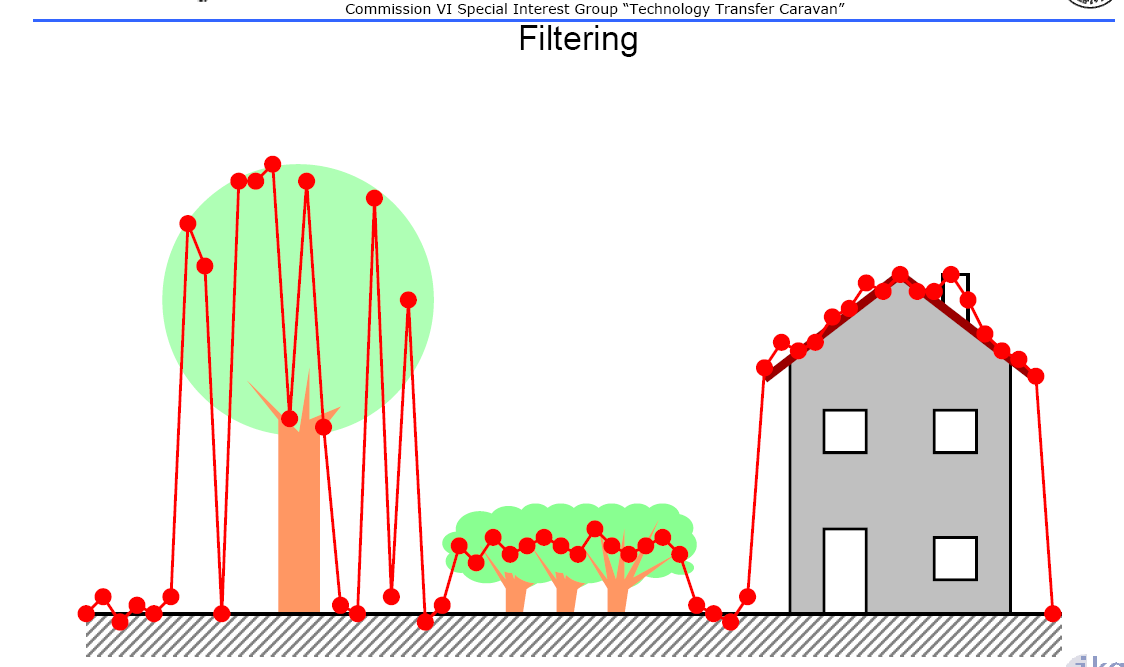 Commission VI Special Interest Group “Technology Transfer Caravan”
Filtering